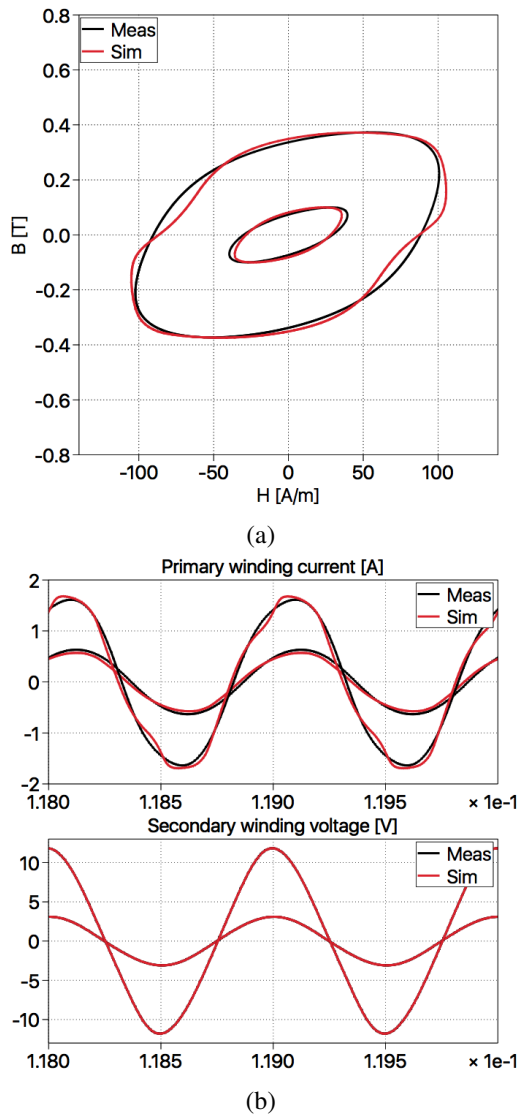 0.8
Meas
Sim
0.6
0.4
0.2
B [T]
0.0
-0.2
-0.4
-0.6
-0.8
-100 -50 0 50 100
H [A/m]
(a)
Primary winding current [A]
2
Meas
Sim
1
0
-1
-2
1.180 1.185 1.190 1.195 × 1e-1
Secondary winding voltage [V]
Meas
Sim
10
5
0
-5
-10
1.180 1.185 1.190 1.195 × 1e-1
(b)